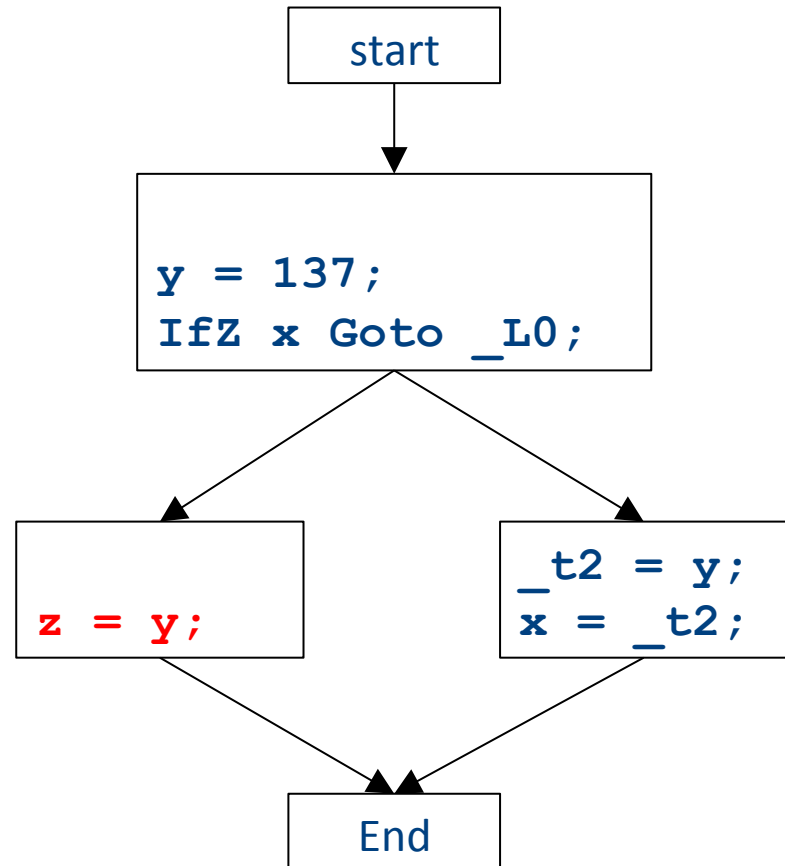 start
y = 137;
IfZ x Goto _L0;
z = y;
_t2 = y;
x = _t2;
End